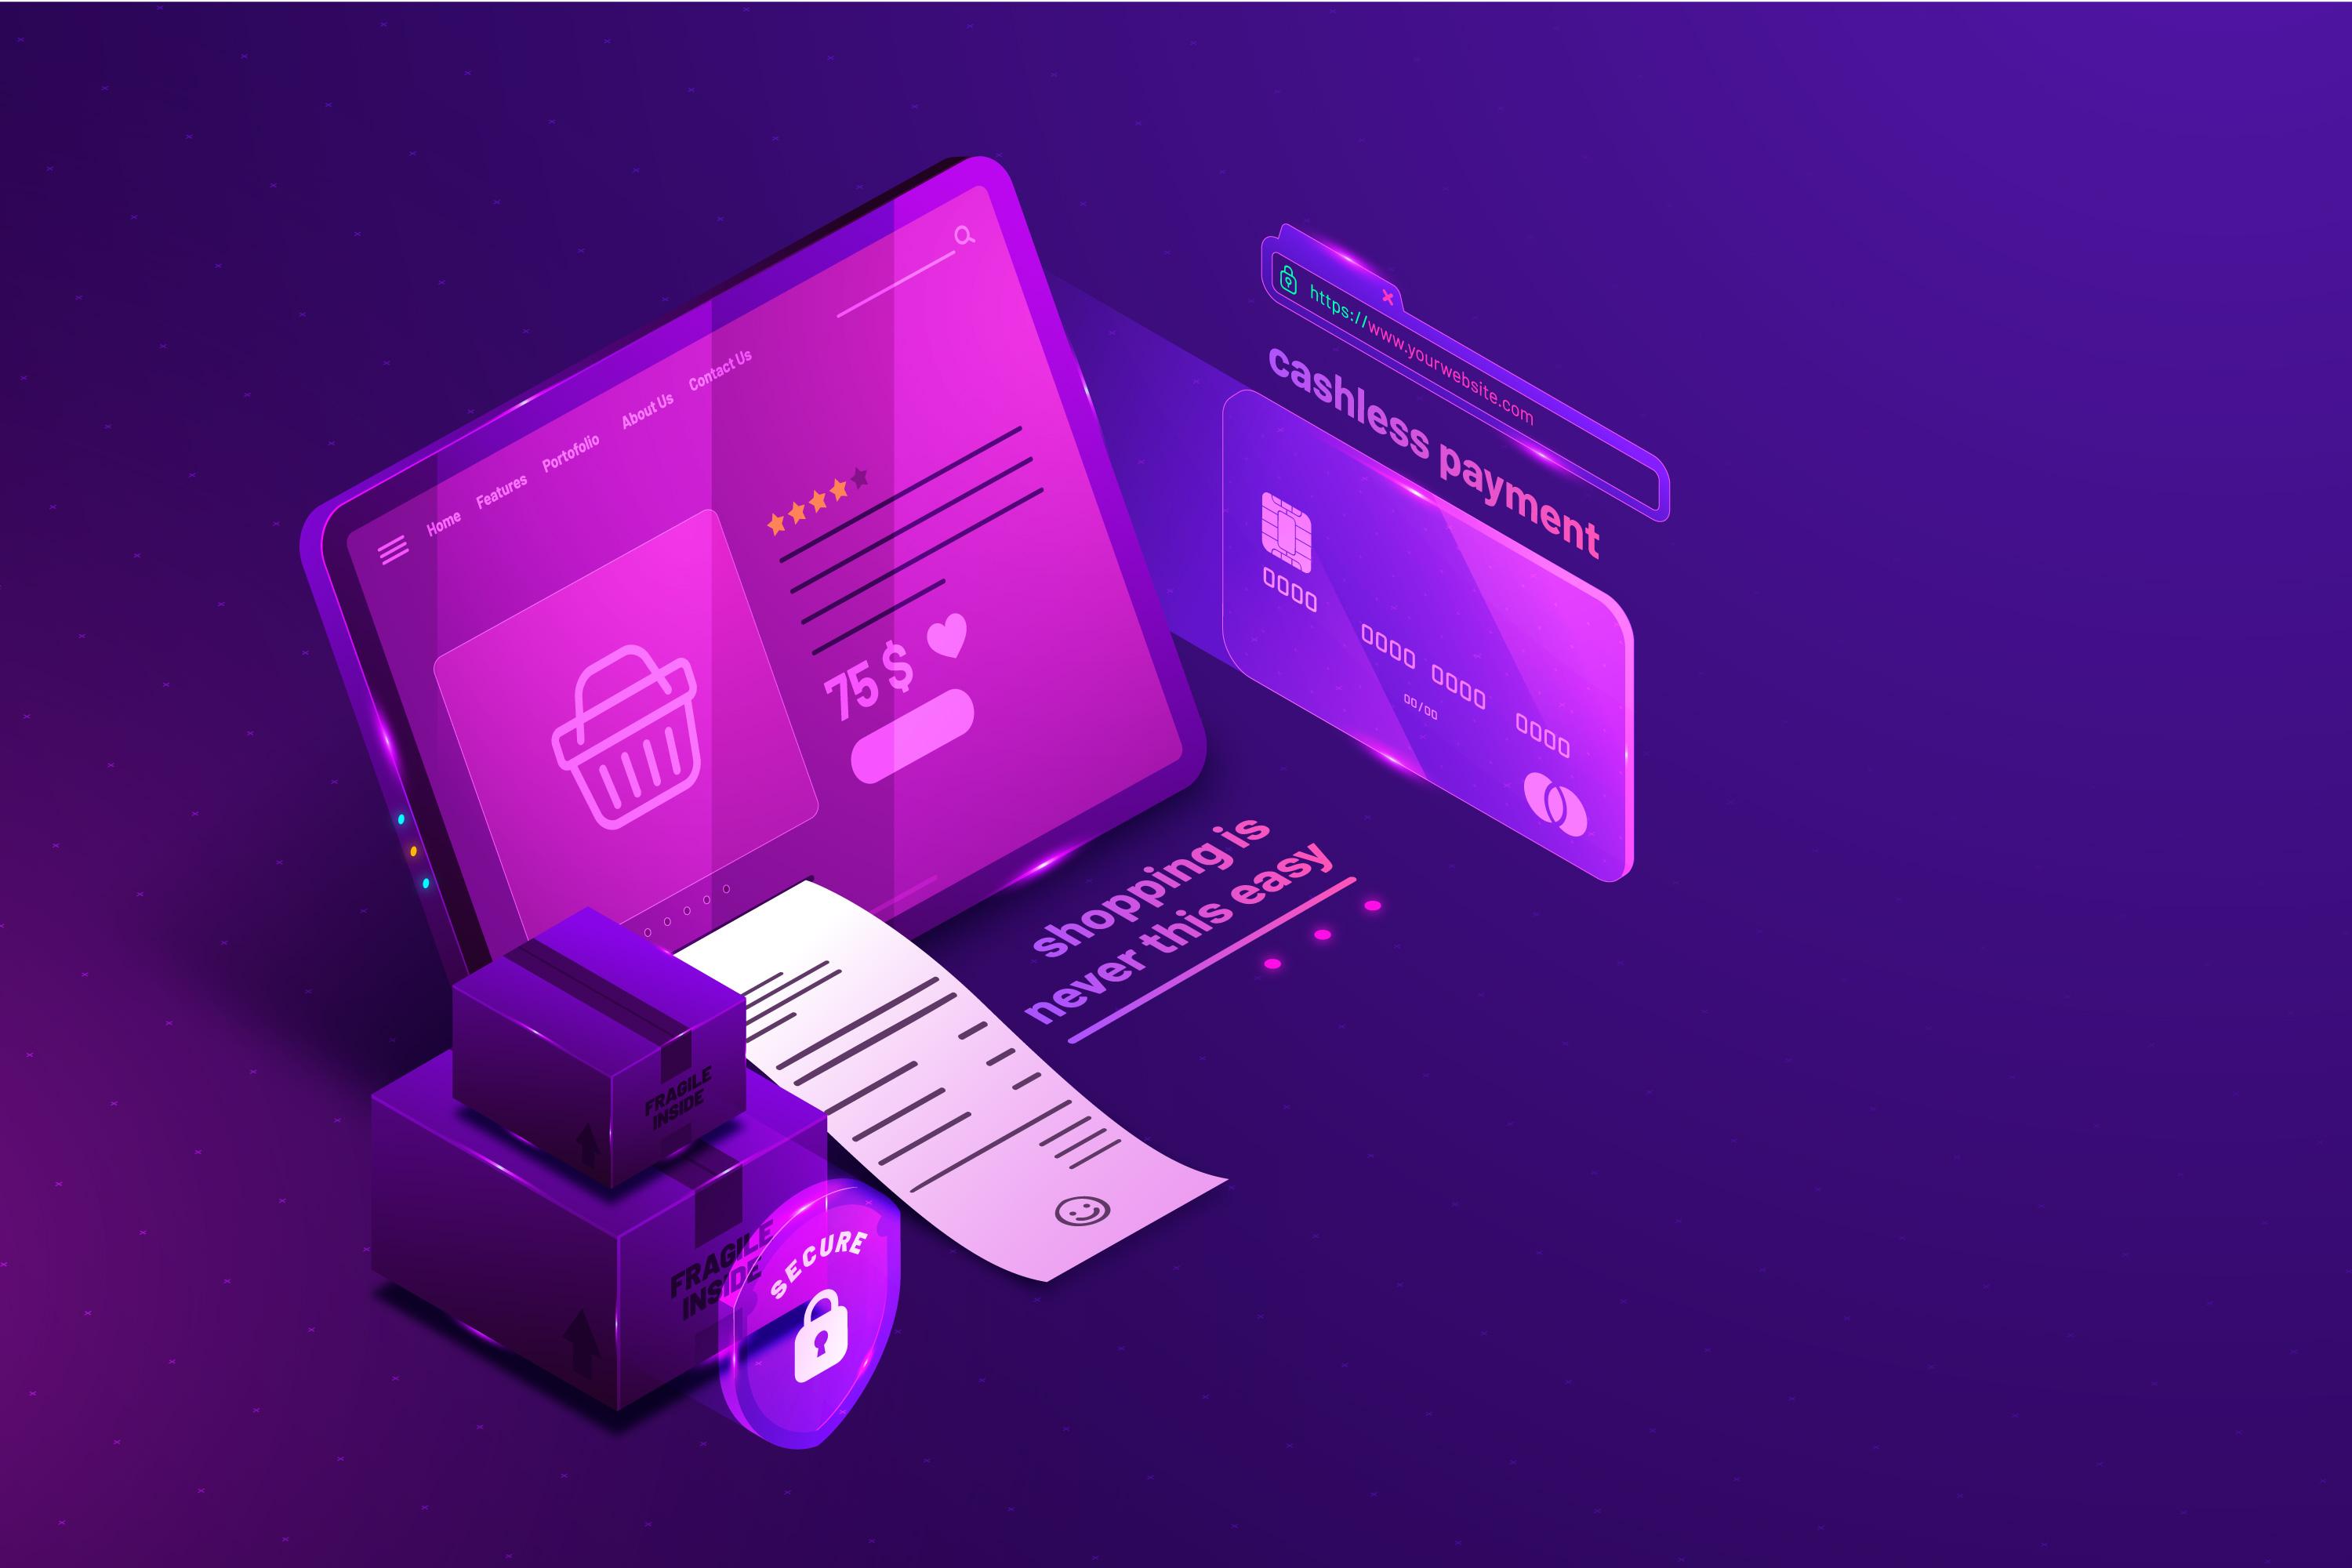 https://www.yourwebsite.com
cashless payment
Home Features Portofolio About Us Contact Us
75 $
0000
0000 0000 0000
00/00
shopping is
never this easy
FRAGILE
INSIDE
FRAGILE
INSIDE
SECURE